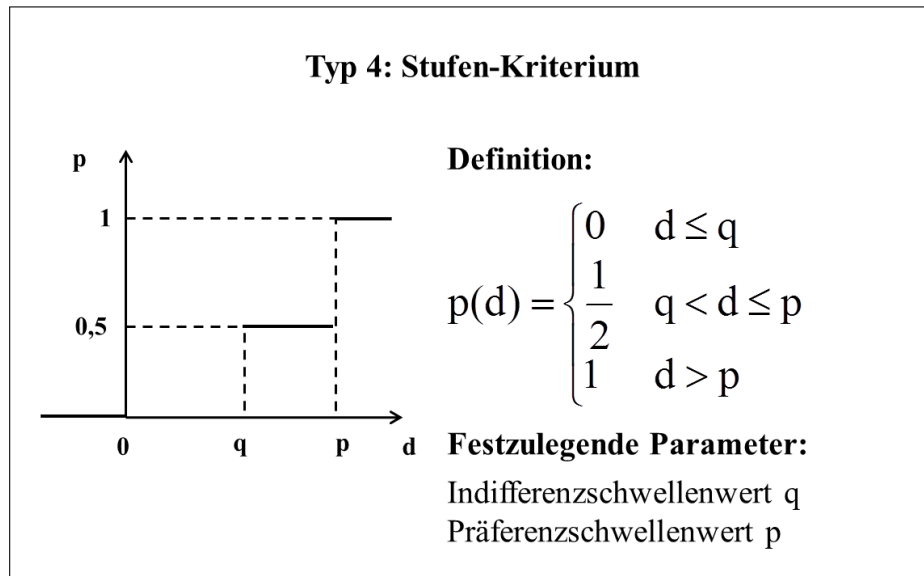 Typ 4: Stufen-Kriterium
p
1
0,5
0
q
p
d
Definition:
p(d) = { 0 d ≤ q
1/2 q < d ≤ p
1 d > p
Festzulegende Parameter:
Indifferenzschwellenwert q
Präferenzschwellenwert p